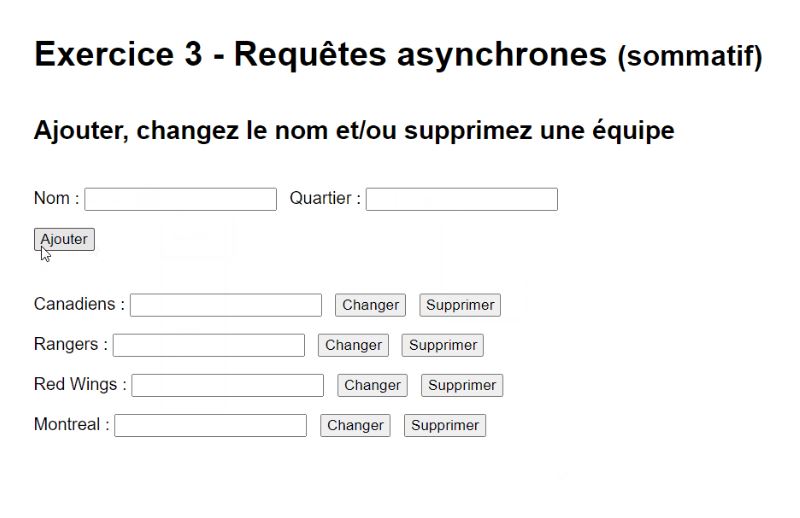 Exercice 3 - Requêtes asynchrones (sommatif)
Ajouter, changez le nom et/ou supprimez une équipe
Nom : Quartier :
Ajouter
Canadiens : Changer Supprimer
Rangers : Changer Supprimer
Red Wings : Changer Supprimer
Montreal : Changer Supprimer